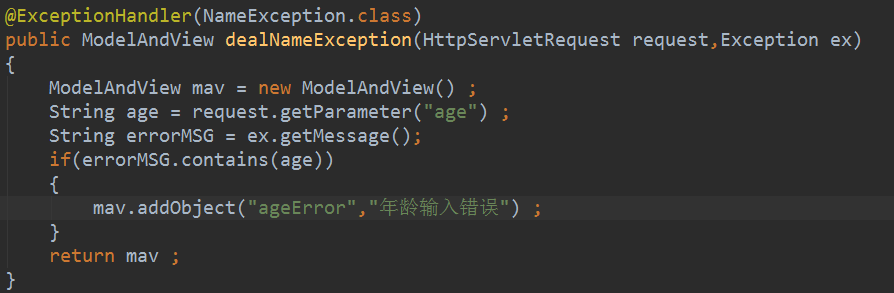 @ExceptionHandler(NameException.class)
public ModelAndView dealNameException(HttpServletRequest request,Exception ex)
{
    ModelAndView mav = new ModelAndView() ;
    String age = request.getParameter("age") ;
    String errorMSG = ex.getMessage();
    if(errorMSG.contains(age))
    {
        mav.addObject("ageError","年龄输入错误") ;
    }
    return mav ;
}